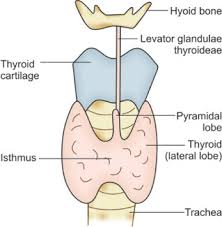 Hyoid bone
Levator glandulae
thyroideae
Thyroid
cartilage
Pyramidal
lobe
Isthmus
Thyroid
(lateral lobe)
Trachea